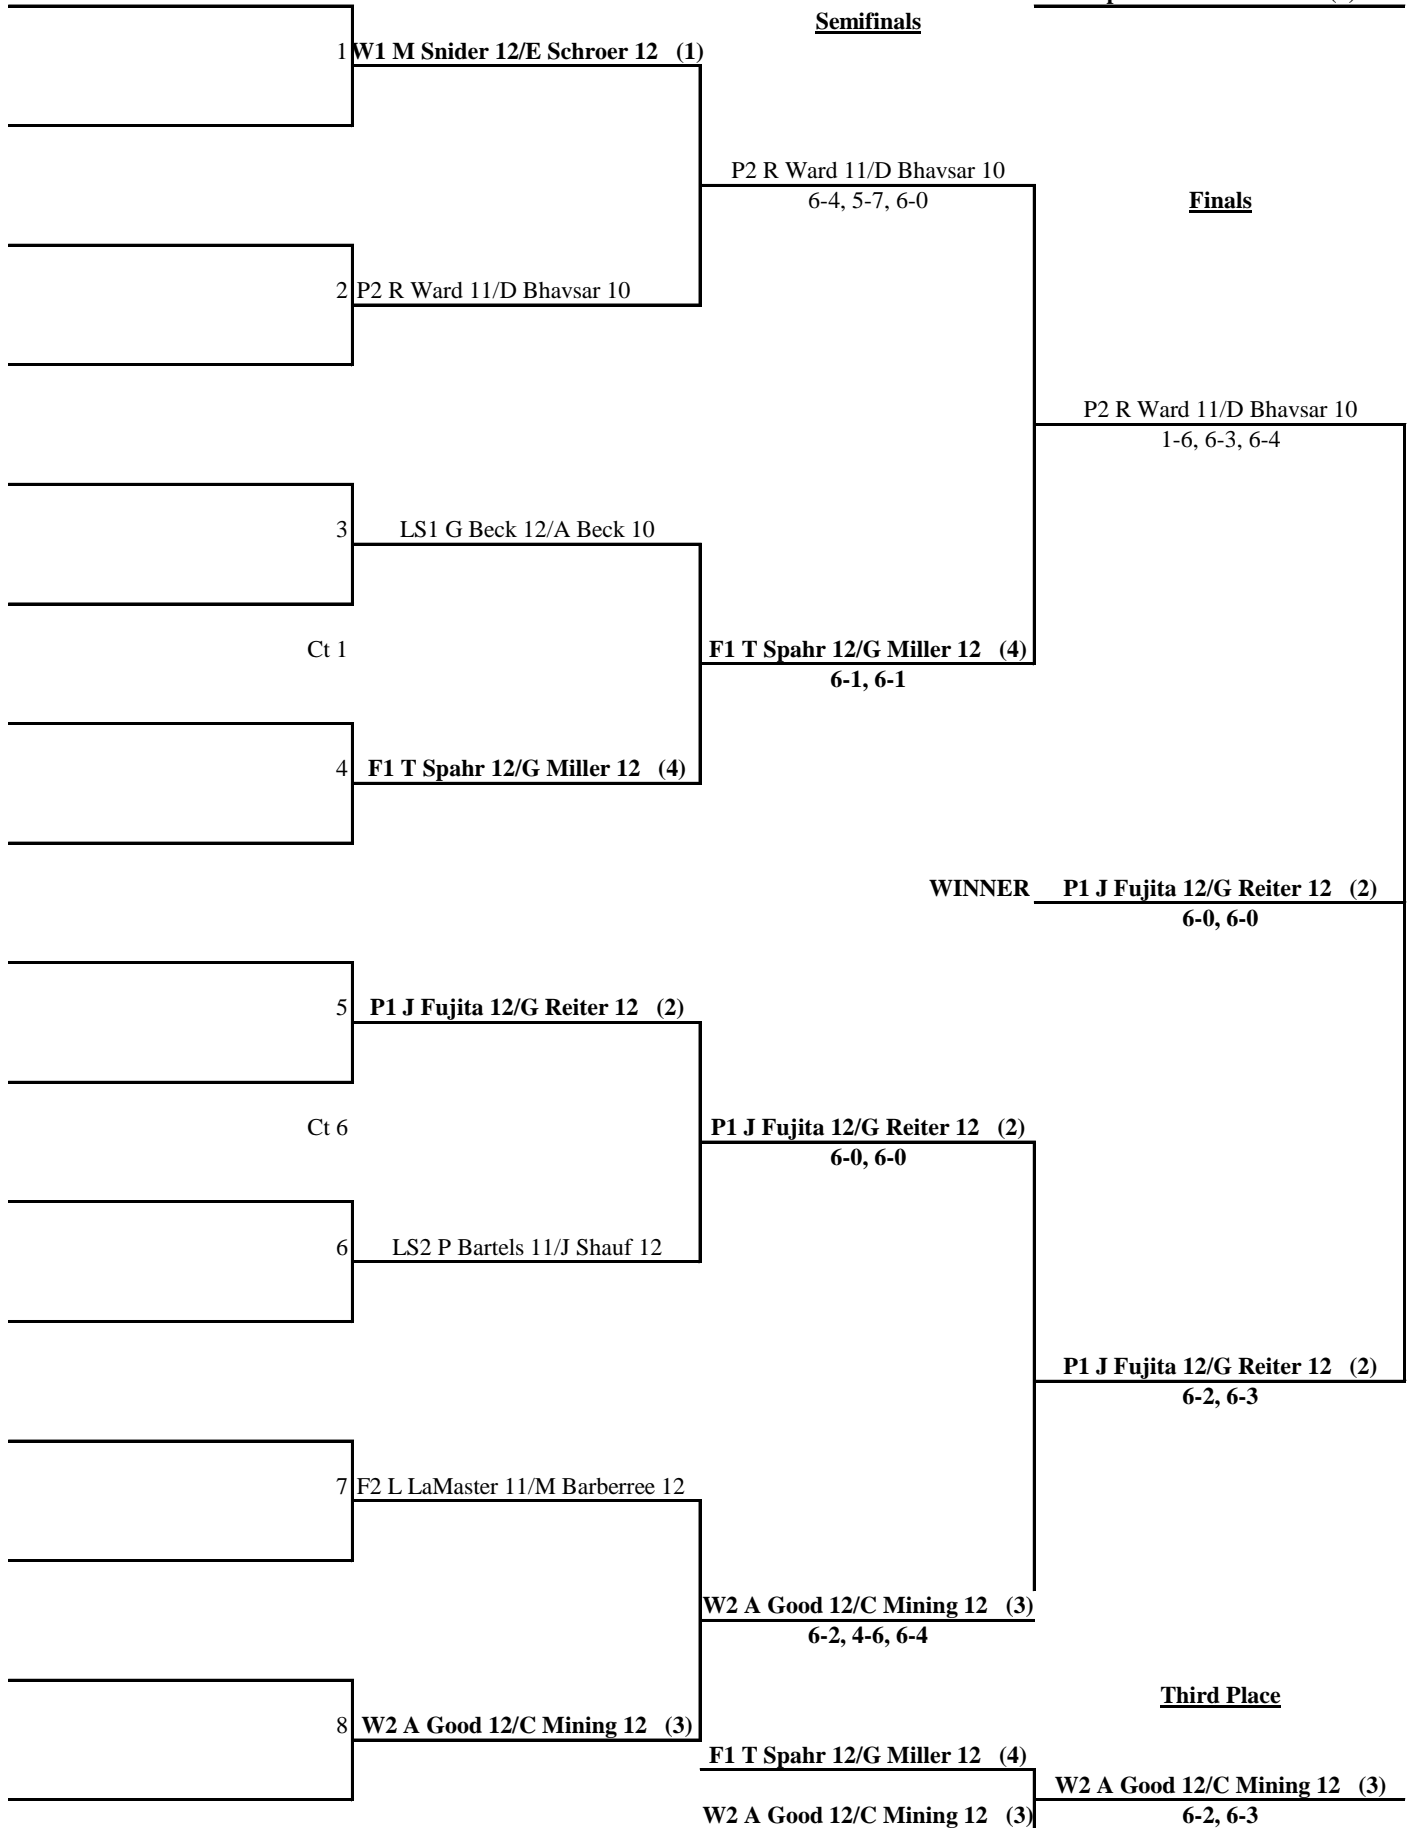 Semifinals
1 W1 M Snider 12/E Schroer 12 (1)
P2 R Ward 11/D Bhavsar 10
6-4, 5-7, 6-0
Finals
2 P2 R Ward 11/D Bhavsar 10
P2 R Ward 11/D Bhavsar 10
1-6, 6-3, 6-4
3 LS1 G Beck 12/A Beck 10
Ct 1
F1 T Spahr 12/G Miller 12 (4)
6-1, 6-1
4 F1 T Spahr 12/G Miller 12 (4)
WINNER P1 J Fujita 12/G Reiter 12 (2)
6-0, 6-0
5 P1 J Fujita 12/G Reiter 12 (2)
Ct 6
P1 J Fujita 12/G Reiter 12 (2)
6-0, 6-0
6 LS2 P Bartels 11/J Shauf 12
P1 J Fujita 12/G Reiter 12 (2)
6-2, 6-3
7 F2 L LaMaster 11/M Barberree 12
W2 A Good 12/C Mining 12 (3)
6-2, 4-6, 6-4
Third Place
8 W2 A Good 12/C Mining 12 (3)
F1 T Spahr 12/G Miller 12 (4)
W2 A Good 12/C Mining 12 (3)
W2 A Good 12/C Mining 12 (3)
6-2, 6-3